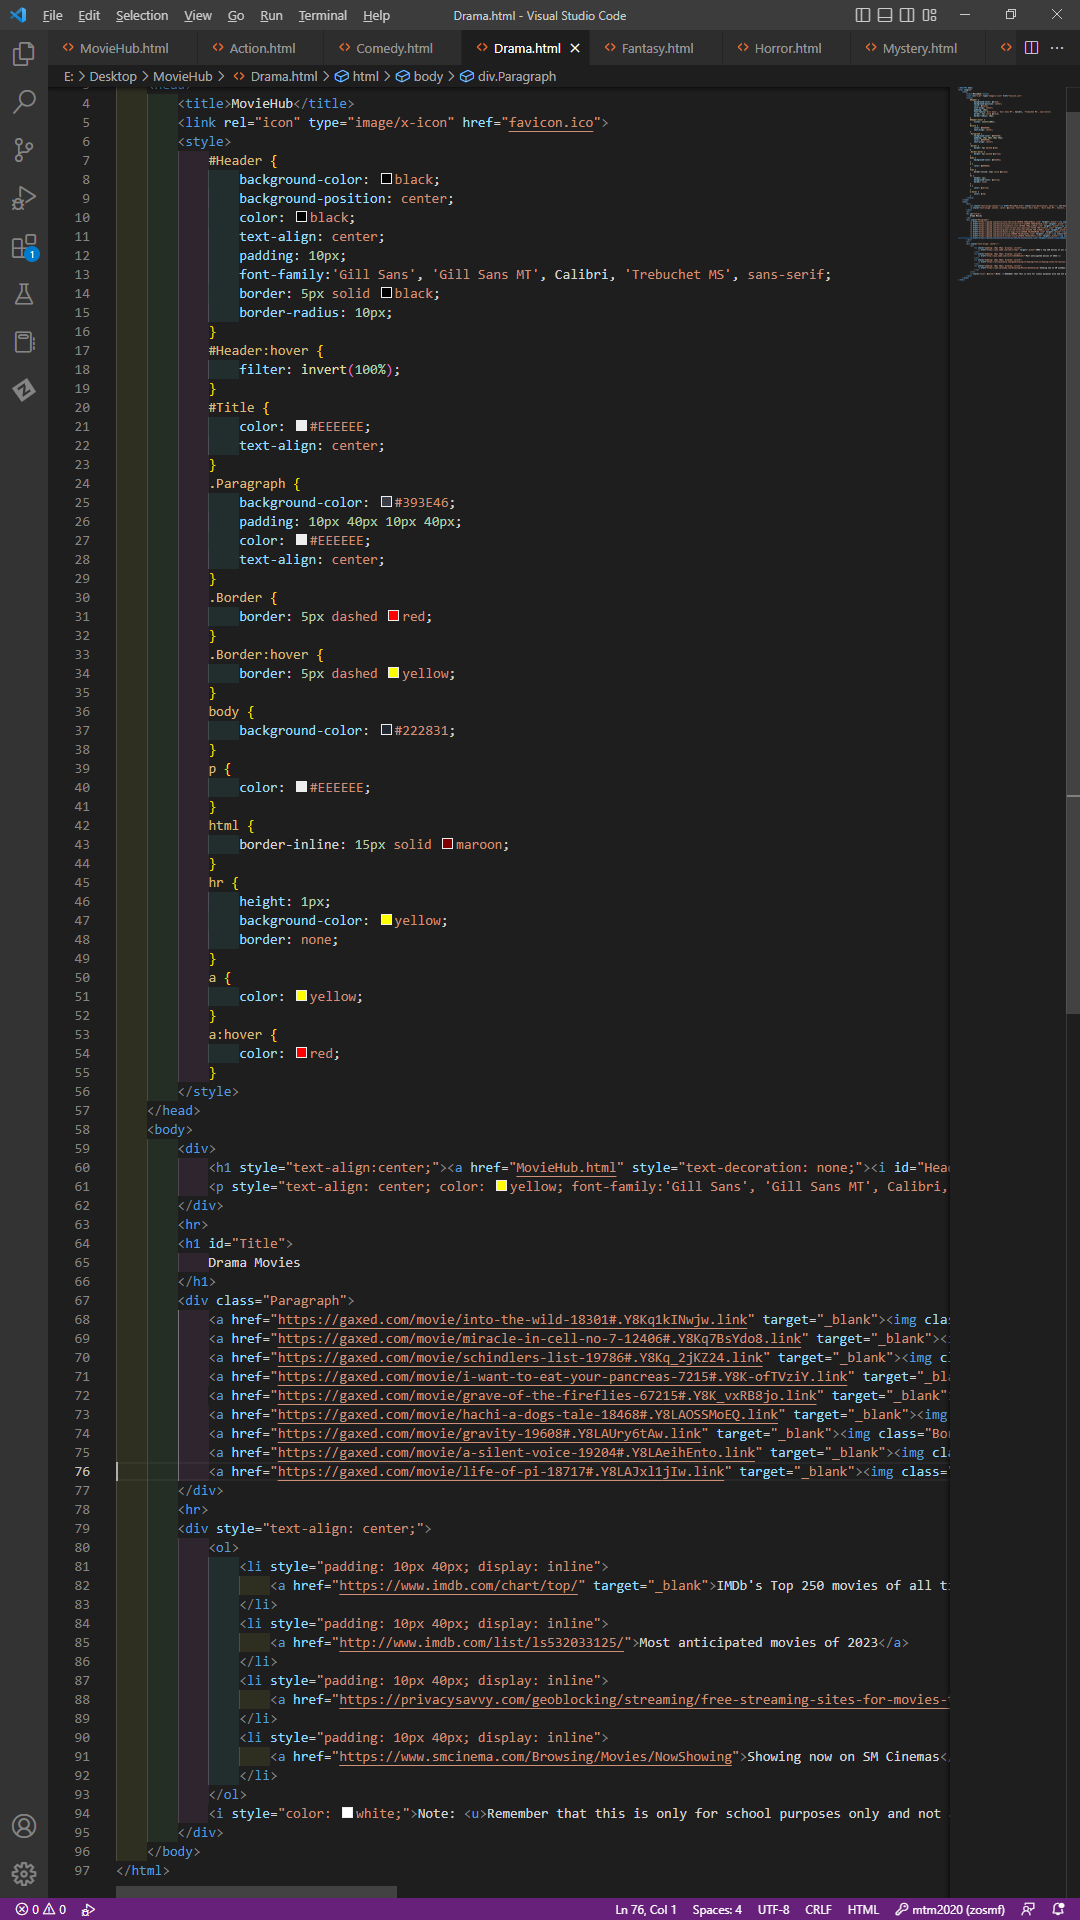 File Edit Selection View Go Run Terminal Help Drama.html - Visual Studio Code
MovieHub.html Action.html Comedy.html Drama.html Fantasy.html Horror.html Mystery.html
E: > Desktop > MovieHub > Drama.html > html > body > div.Paragraph
4 <title>MovieHub</title>
5 <link rel="icon" type="image/x-icon" href="favicon.ico">
6 <style>
7 #Header {
8 background-color: black;
9 background-position: center;
10 color: black;
11 text-align: center;
12 padding: 10px;
13 font-family:'Gill Sans', 'Gill Sans MT', Calibri, 'Trebuchet MS', sans-serif;
14 border: 5px solid black;
15 border-radius: 10px;
16 }
17 #Header:hover {
18 filter: invert(100%);
19 }
20 #Title {
21 color: #EEEEEE;
22 text-align: center;
23 }
24 .Paragraph {
25 background-color: #393E46;
26 padding: 10px 40px 10px 40px;
27 color: #EEEEEE;
28 text-align: center;
29 }
30 .Border {
31 border: 5px dashed red;
32 }
33 .Border:hover {
34 border: 5px dashed yellow;
35 }
36 body {
37 background-color: #222831;
38 }
39 p {
40 color: #EEEEEE;
41 }
42 html {
43 border-inline: 15px solid maroon;
44 }
45 hr {
46 height: 1px;
47 background-color: yellow;
48 border: none;
49 }
50 a {
51 color: yellow;
52 }
53 a:hover {
54 color: red;
55 }
56 </style>
57 </head>
58 <body>
59 <div>
60 <h1 style="text-align:center;"><a href="MovieHub.html" style="text-decoration: none;"><i id="Hea
61 <p style="text-align: center; color: yellow; font-family:'Gill Sans', 'Gill Sans MT', Calibri,
62 </div>
63 <hr>
64 <h1 id="Title">
65 Drama Movies
66 </h1>
67 <div class="Paragraph">
68 <a href="https://gaxed.com/movie/into-the-wild-18301#.Y8Kq1kINwjw.link" target="_blank"><img clas
69 <a href="https://gaxed.com/movie/miracle-in-cell-no-7-12406#.Y8Kq7BsYdo8.link" target="_blank"><i
70 <a href="https://gaxed.com/movie/schindlers-list-19786#.Y8Kq_2jKZ24.link" target="_blank"><img cl
71 <a href="https://gaxed.com/movie/i-want-to-eat-your-pancreas-7215#.Y8K-ofTVziY.link" target="_bla
72 <a href="https://gaxed.com/movie/grave-of-the-fireflies-67215#.Y8K_vxRB8jo.link" target="_blank"
73 <a href="https://gaxed.com/movie/hachi-a-dogs-tale-18468#.Y8LAOSSMoEQ.link" target="_blank"><img
74 <a href="https://gaxed.com/movie/gravity-19608#.Y8LAUry6tAw.link" target="_blank"><img class="Bor
75 <a href="https://gaxed.com/movie/a-silent-voice-19204#.Y8LAeihEnto.link" target="_blank"><img cla
76 <a href="https://gaxed.com/movie/life-of-pi-18717#.Y8LAJxl1jIw.link" target="_blank"><img class="
77 </div>
78 <hr>
79 <div style="text-align: center;">
80 <ol>
81 <li style="padding: 10px 40px; display: inline">
82 <a href="https://www.imdb.com/chart/top/" target="_blank">IMDb's Top 250 movies of all ti
83 </li>
84 <li style="padding: 10px 40px; display: inline">
85 <a href="http://www.imdb.com/list/ls532033125/">Most anticipated movies of 2023</a>
86 </li>
87 <li style="padding: 10px 40px; display: inline">
88 <a href="https://privacysavvy.com/geoblocking/streaming/free-streaming-sites-for-movies-
89 </li>
90 <li style="padding: 10px 40px; display: inline">
91 <a href="https://www.smcinema.com/Browsing/Movies/NowShowing">Showing now on SM Cinemas<
92 </li>
93 </ol>
94 <i style="color: white;">Note: <u>Remember that this is only for school purposes only and not
95 </div>
96 </body>
97 </html>
0 0 Ln 76, Col 1 Spaces: 4 UTF-8 CRLF HTML mtm2020 (zosmf)